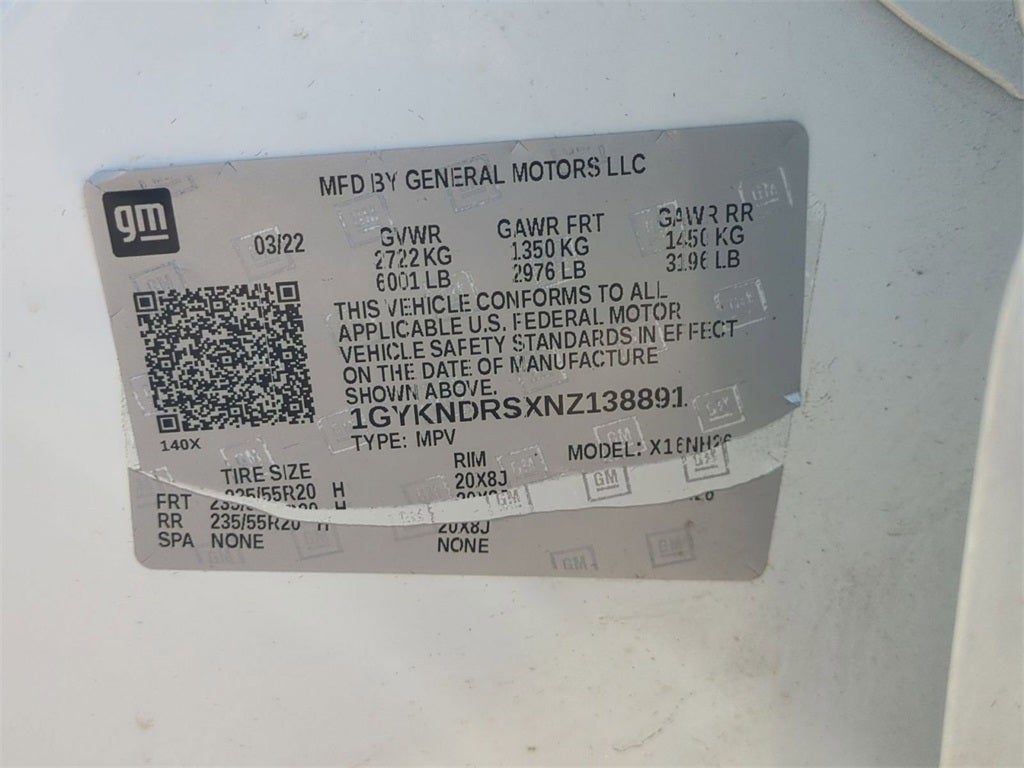 MFD BY GENERAL MOTORS LLC
gm
03/22 GVWR GAWR FRT GAWR RR
2722 KG 1350 KG 1450 KG
6001 LB 2976 LB 3196 LB
THIS VEHICLE CONFORMS TO ALL
APPLICABLE U.S. FEDERAL MOTOR
VEHICLE SAFETY STANDARDS IN EFFECT
ON THE DATE OF MANUFACTURE
SHOWN ABOVE.
1GYKNDRSXNZ138891
140X TYPE: MPV MODEL: X16NH26
TIRE SIZE RIM
FRT 235/55R20 H 20X8J
RR 235/55R20 H 20X8J
SPA NONE NONE